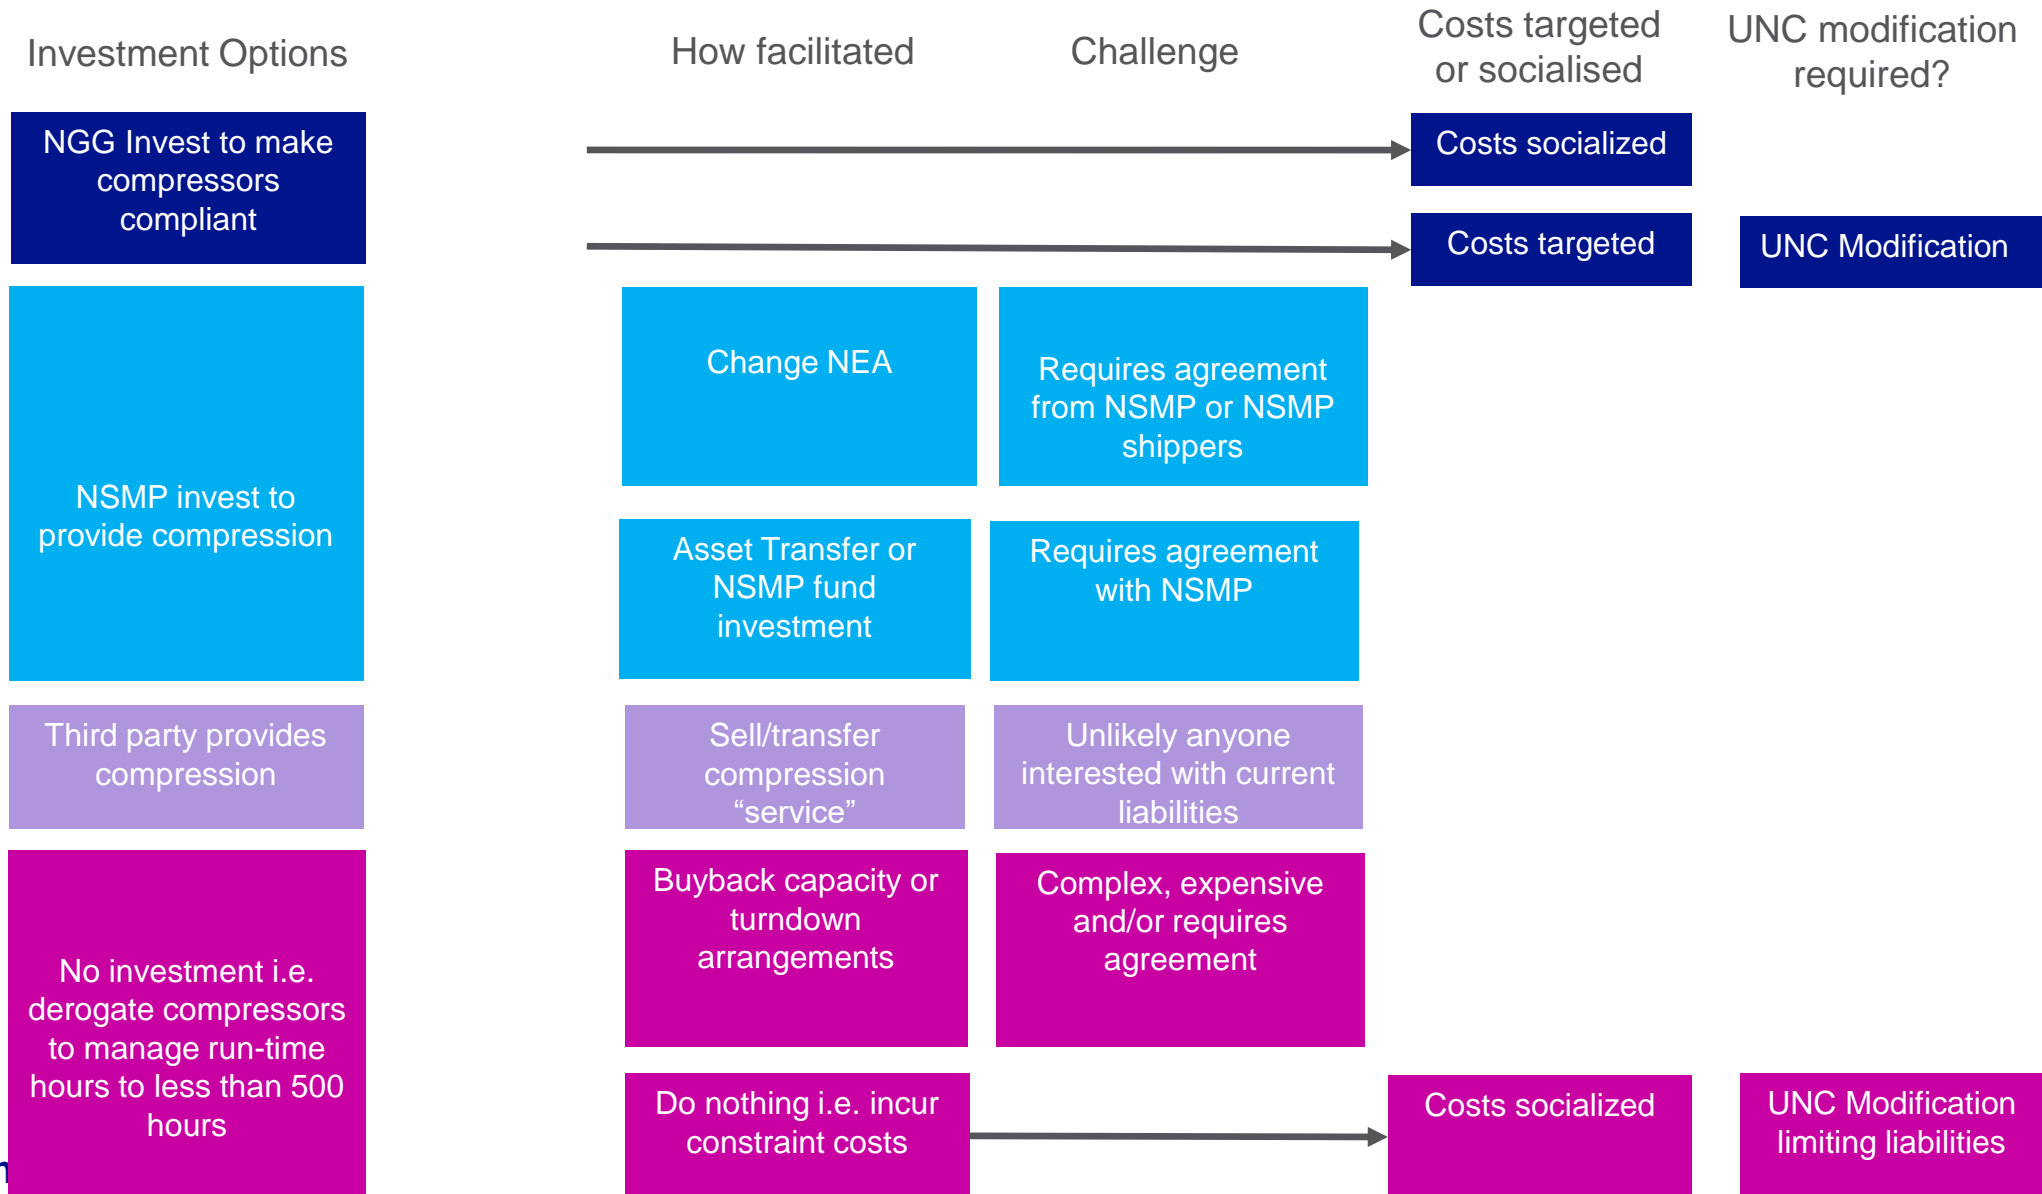 Investment Options
How facilitated
Challenge
Costs targeted
or socialised
UNC modification
required?
NGG Invest to make
compressors
compliant
Costs socialized
Costs targeted
UNC Modification
NSMP invest to
provide compression
Change NEA
Requires agreement
from NSMP or NSMP
shippers
Asset Transfer or
NSMP fund
investment
Requires agreement
with NSMP
Third party provides
compression
Sell/transfer
compression
“service”
Unlikely anyone
interested with current
liabilities
No investment i.e.
derogate compressors
to manage run-time
hours to less than 500
hours
Buyback capacity or
turndown
arrangements
Complex, expensive
and/or requires
agreement
Do nothing i.e. incur
constraint costs
Costs socialized
UNC Modification
limiting liabilities